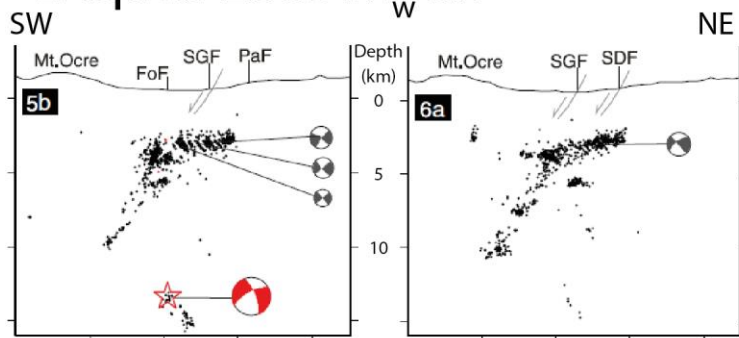 SW
W
NE
Mt.Ocre
FoF
SGF
PaF
Depth
(km)
Mt.Ocre
SGF
SDF
5b
0
6a
5
10